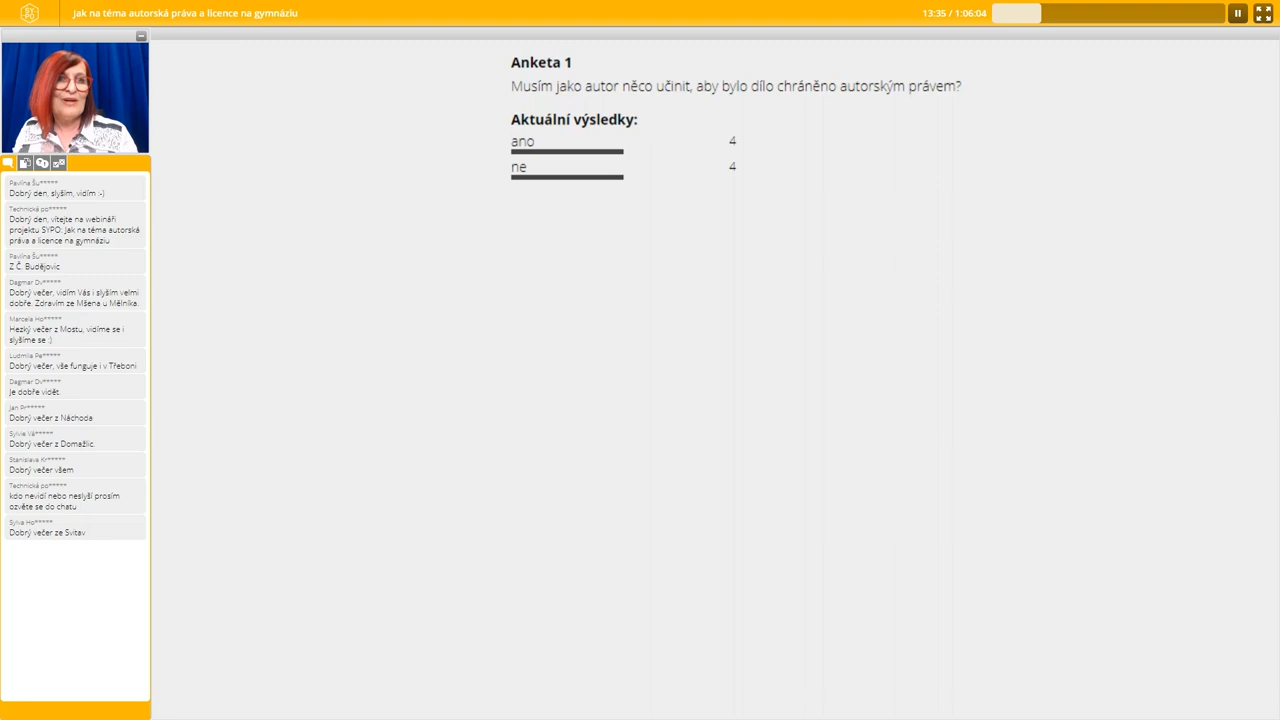 SY
PO
Jak na téma autorská práva a licence na gymnáziu
13:35 / 1:06:04
Anketa 1
Musím jako autor něco učinit, aby bylo dílo chráněno autorským právem?
Aktuální výsledky:
ano 4
ne 4
Pavlína Šu*****
Dobrý den, slyším, vidím :-)
Technická po*****
Dobrý den, vítejte na webináři
projektu SYPO: Jak na téma autorská
práva a licence na gymnáziu
Pavlína Šu*****
Z Č. Budějovic
Dagmar Dv*****
Dobrý večer, vidím Vás i slyším velmi
dobře. Zdravím ze Mšena u Mělníka.
Marcela Ho*****
Hezký večer z Mostu, vidíme se i
slyšíme se :)
Ludmila Pe*****
Dobrý večer, vše funguje i v Třeboni
Dagmar Dv*****
Je dobře vidět.
Jan Pr*****
Dobrý večer z Náchoda
Sylvie Vá*****
Dobrý večer z Domažlic.
Stanislava Kr*****
Dobrý večer všem
Technická po*****
kdo nevidí nebo neslyší prosím
ozvěte se do chatu
Sylva Ho*****
Dobrý večer ze Svitav